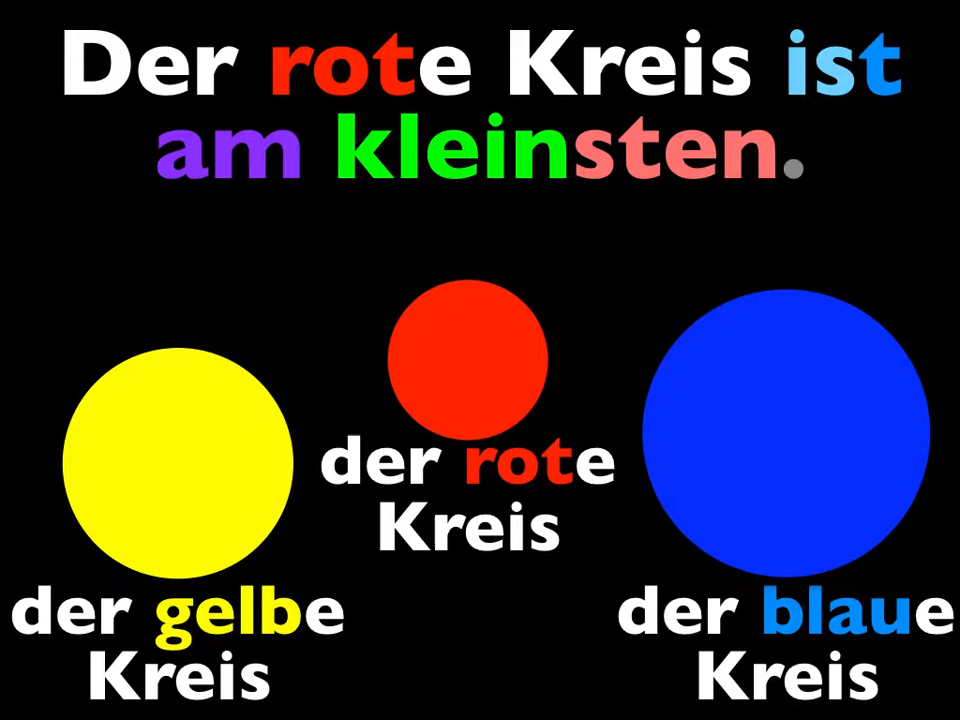 Der rote Kreis ist
am kleinsten.
der rote
Kreis
der gelbe
Kreis
der blaue
Kreis